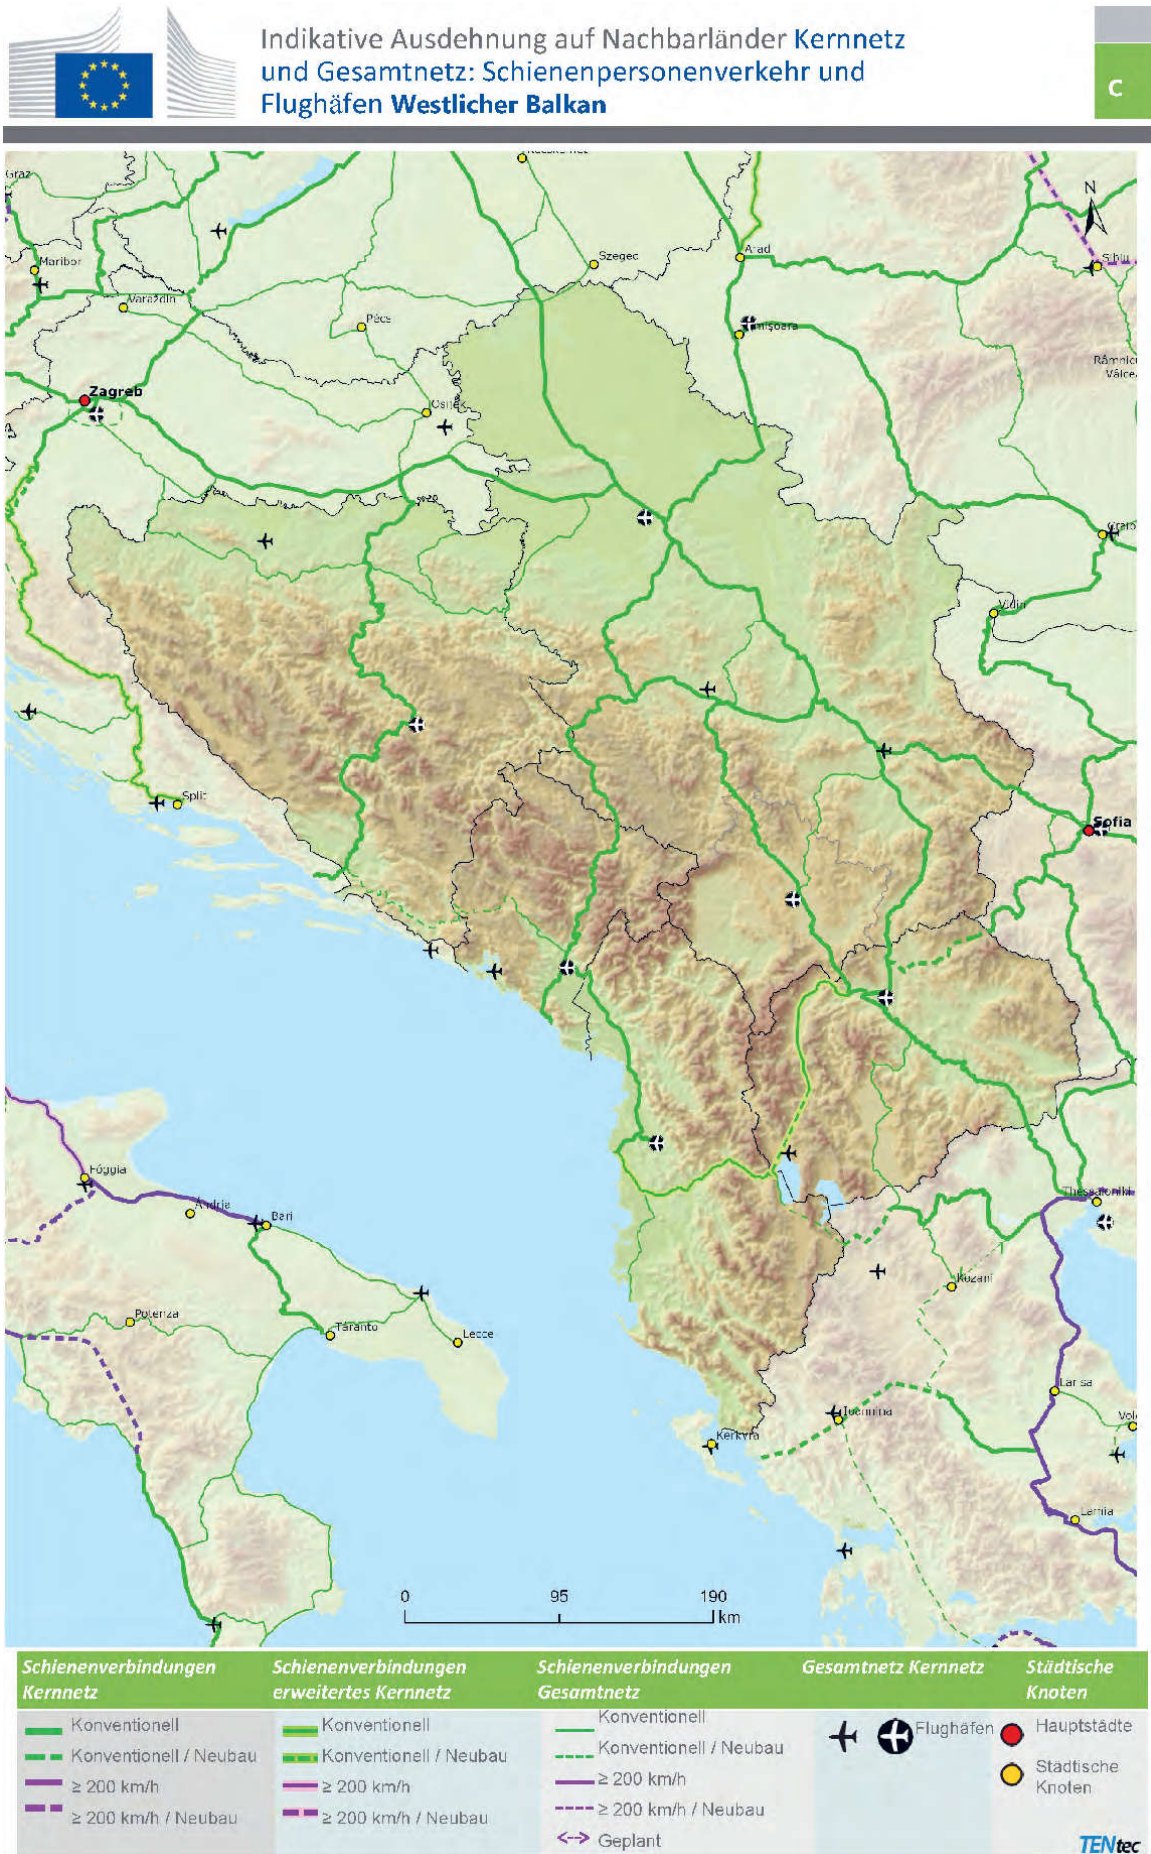 Indikative Ausdehnung auf Nachbarländer Kernnetz
und Gesamtnetz: Schienenpersonenverkehr und
Flughäfen Westlicher Balkan
C
N
Graz
Maribor
Varaždin
Pécs
Szeged
Arad
Sibiu
Zagreb
Osijek
Râmnic
Vâlcea
Vidin
Split
Sofia
Fóggia
Andria
Bari
Potenza
Táranto
Lecce
Thessaloniki
Kozani
Larisa
Ioannina
Kerkyra
Lamia
0 95 190
km
Schienenverbindungen
Kernnetz
Konventionell
Konventionell / Neubau
≥ 200 km/h
≥ 200 km/h / Neubau
Schienenverbindungen
erweitertes Kernnetz
Konventionell
Konventionell / Neubau
≥ 200 km/h
≥ 200 km/h / Neubau
Schienenverbindungen
Gesamtnetz
Konventionell
Konventionell / Neubau
≥ 200 km/h
≥ 200 km/h / Neubau
Geplant
Gesamtnetz Kernnetz
Flughäfen
Städtische
Knoten
Hauptstädte
Städtische
Knoten
TENtec